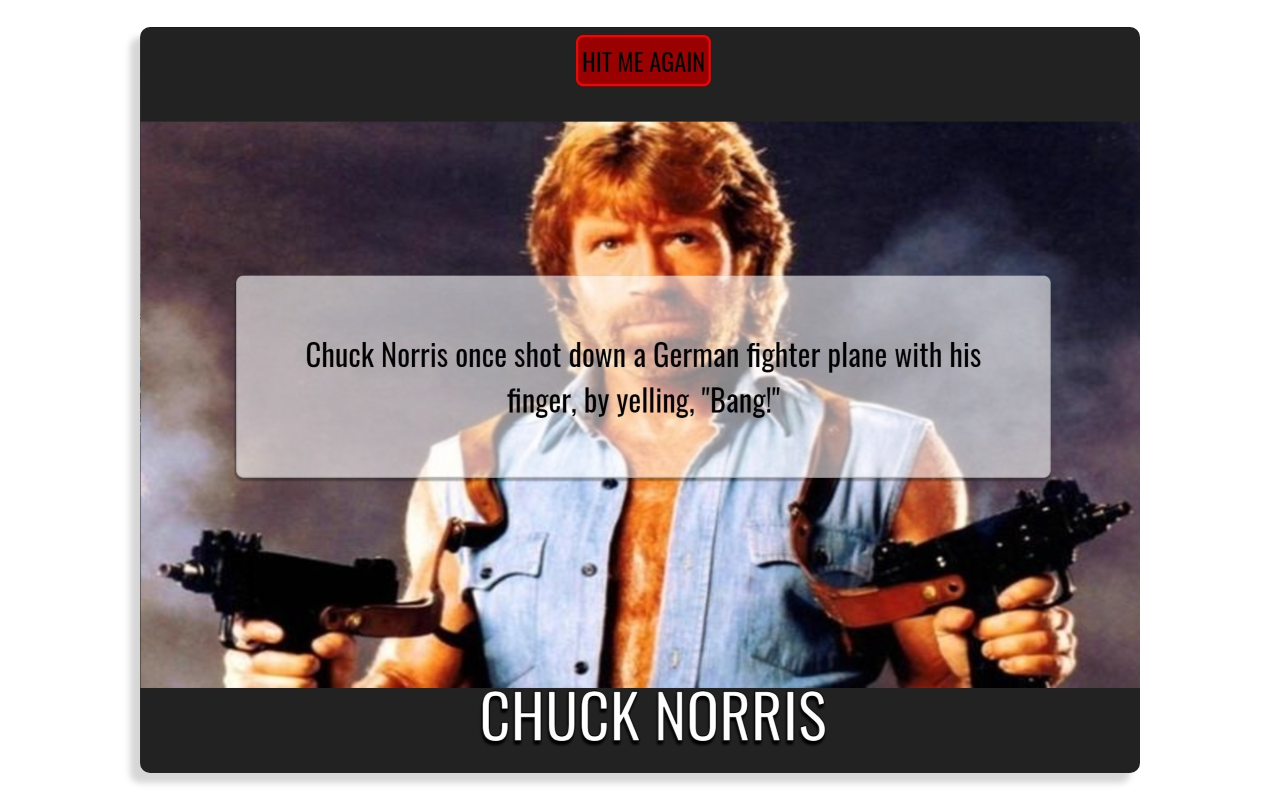 HIT ME AGAIN
Chuck Norris once shot down a German fighter plane with his
finger, by yelling, "Bang!"
CHUCK NORRIS